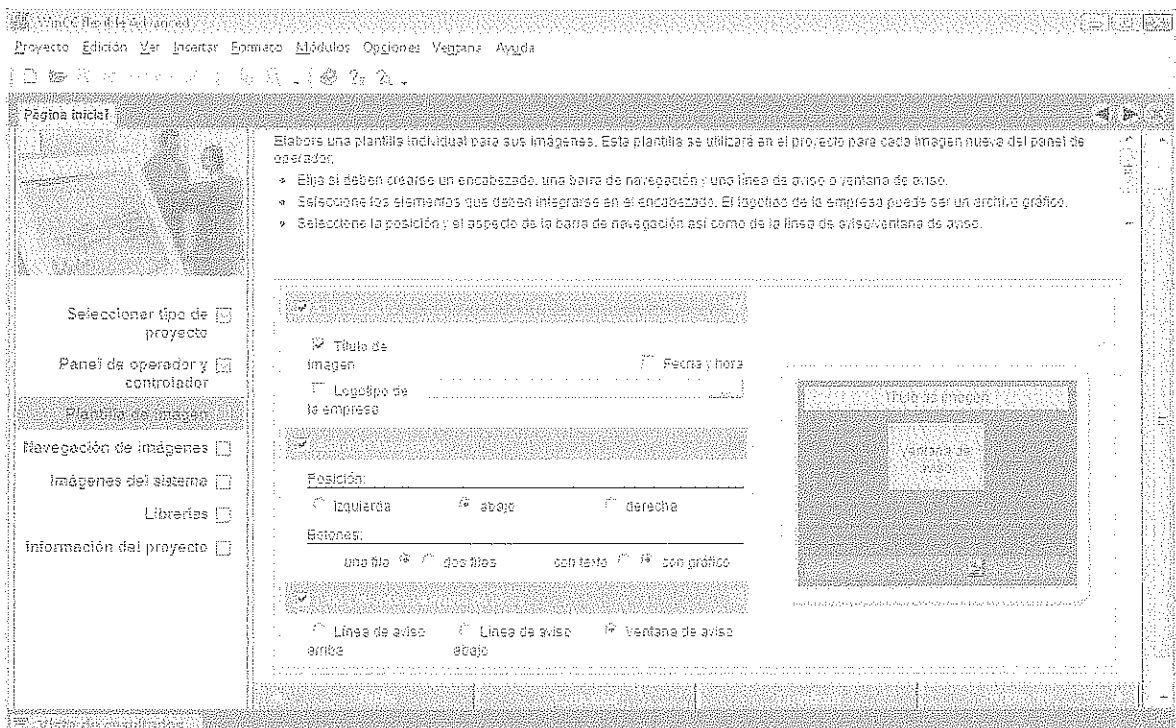 WinCC flexible Advanced
Proyecto Edición Ver Insertar Formato Módulos Opciones Ventana Ayuda
Página inicial
Elabore una plantilla individual para sus imágenes. Esta plantilla se utilizará en el proyecto para cada imagen nueva del panel de
operador.
Elija si deben crearse un encabezado, una barra de navegación y una línea de aviso o ventana de aviso.
Seleccione los elementos que deben integrarse en el encabezado. El logotipo de la empresa puede ser un archivo gráfico.
Seleccione la posición y el aspecto de la barra de navegación así como de la línea de aviso/ventana de aviso.
Seleccionar tipo de
proyecto
Panel de operador y
controlador
Plantilla de imagen
Navegación de imágenes
Imágenes del sistema
Librerías
Información del proyecto
Título de
imagen
Fecha y hora
Logotipo de
la empresa
...
Posición:
izquierda abajo derecha
Botones:
una fila dos filas con texto con gráfico
Línea de aviso
arriba
Línea de aviso
abajo
Ventana de aviso
Título de imagen
Ventana de
aviso